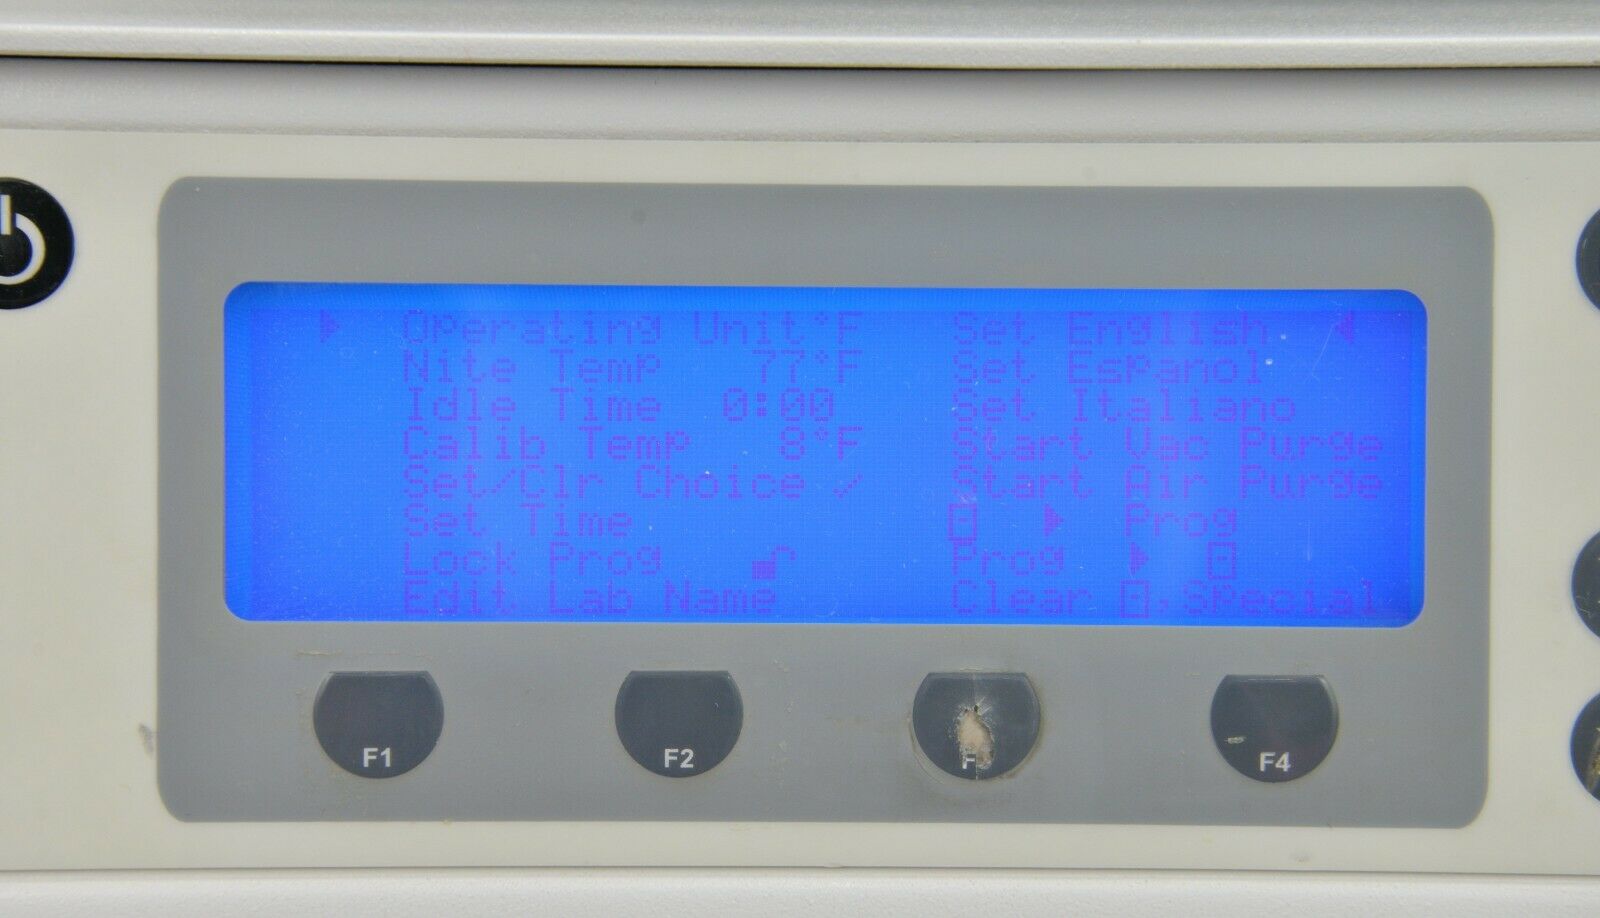 Operating Unit°F Set English
Nite Temp 77°F Set Espanol
Idle Time 0:00 Set Italiano
Calib Temp 8°F Start Vac Purge
Set/Clr Choice ✓ Start Air Purge
Set Time ▶ Prog
Lock Prog Prog ▶
Edit Lab Name Clear ,Special
F1 F2 F F4